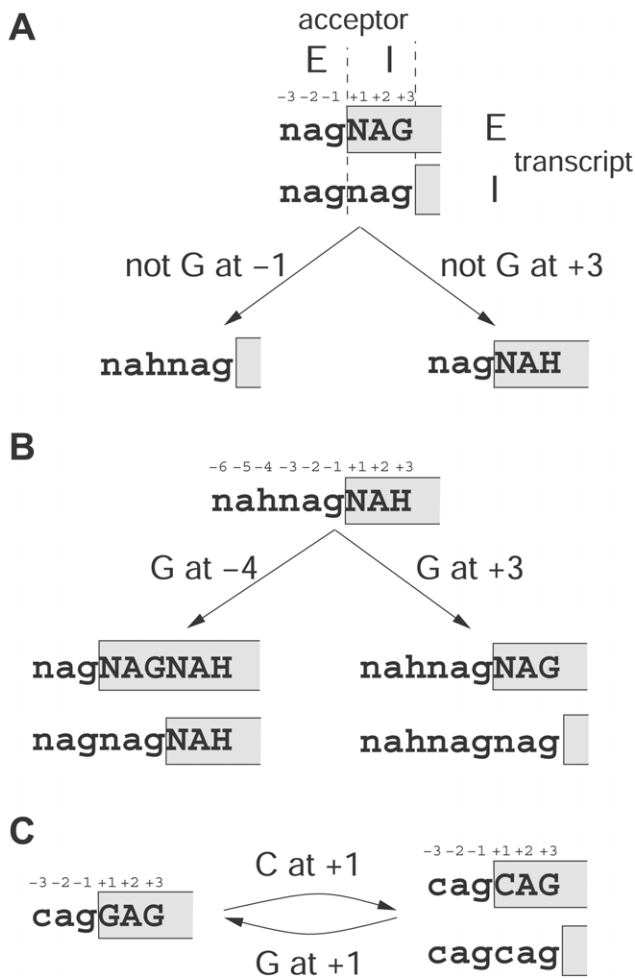 A
acceptor
E I
-3 -2 -1 +1 +2 +3
nagNAG E
transcript
nagnag I
not G at −1 not G at +3
nahnag nagNAH
B
-6 -5 -4 -3 -2 -1 +1 +2 +3
nahnagNAH
G at −4 G at +3
nagNAGNAH nahnagNAG
nagnagNAH nahnagnag
C
-3 -2 -1 +1 +2 +3 C at +1 -3 -2 -1 +1 +2 +3
cagGAG cagCAG
G at +1 cagcag